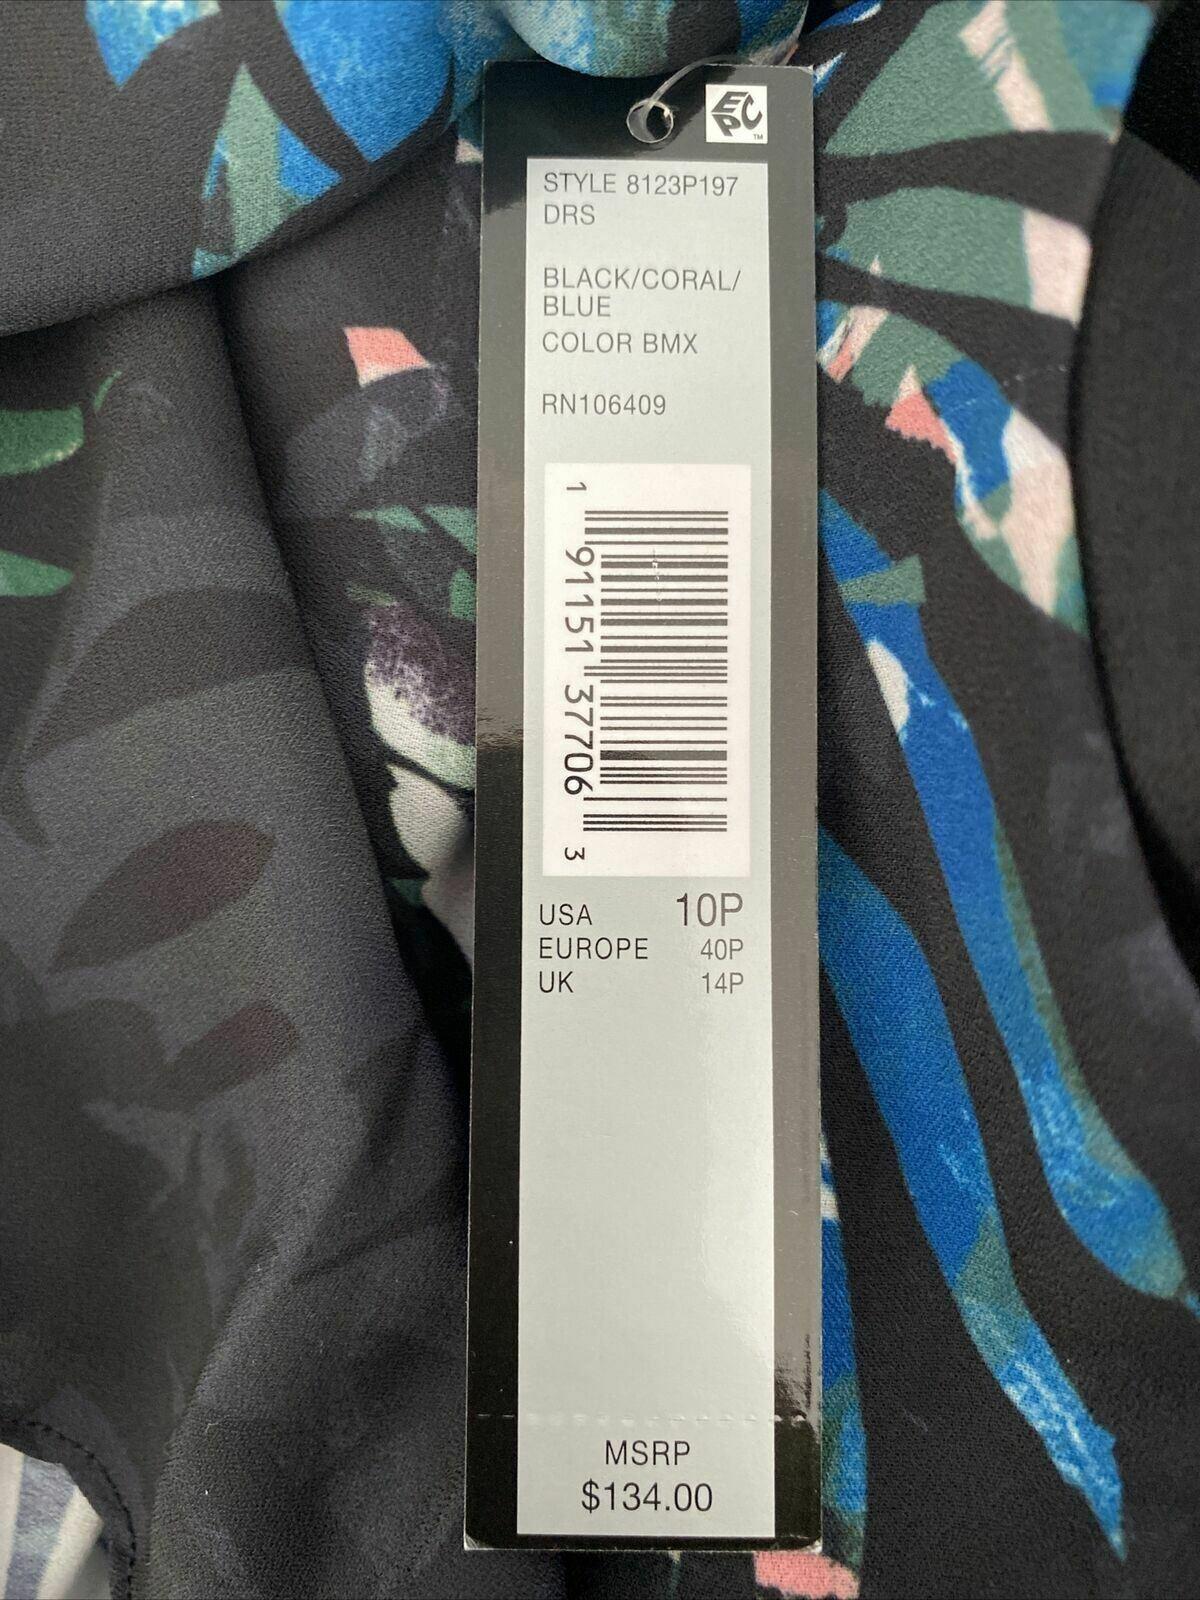 EPC™
STYLE 8123P197
DRS
BLACK/CORAL/
BLUE
COLOR BMX
RN106409
1 91151 37706 3
USA 10P
EUROPE 40P
UK 14P
MSRP
$134.00